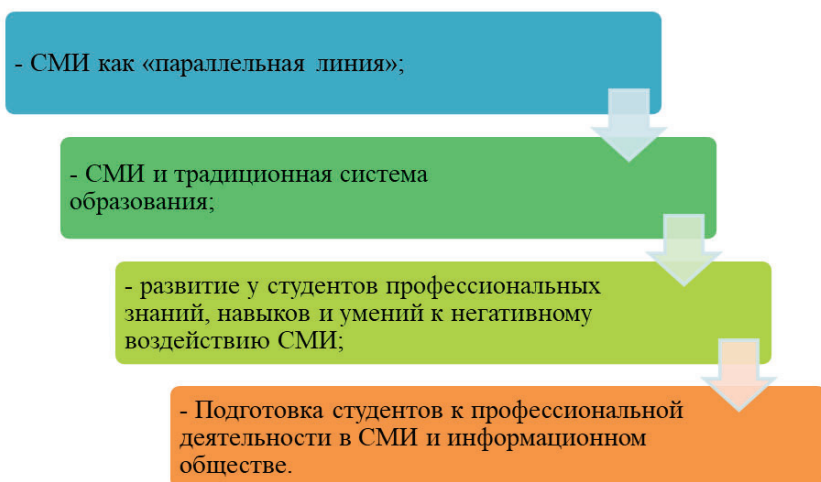 - СМИ как «параллельная линия»;
- СМИ и традиционная система
образования;
- развитие у студентов профессиональных
знаний, навыков и умений к негативному
воздействию СМИ;
- Подготовка студентов к профессиональной
деятельности в СМИ и информационном
обществе.